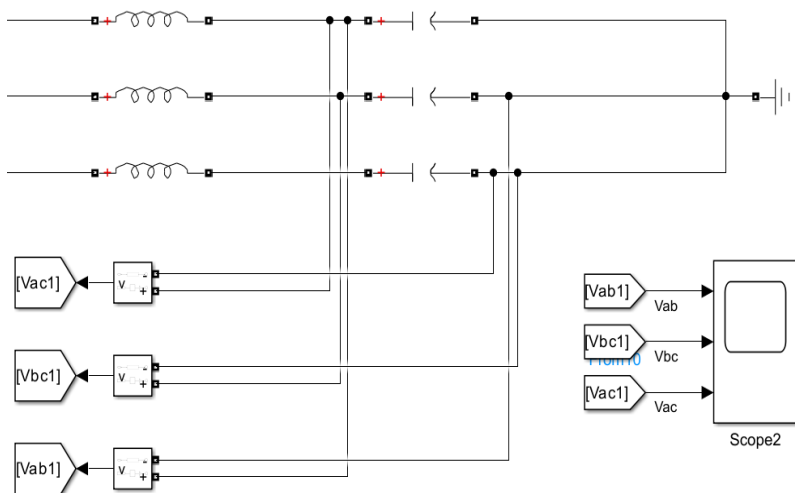 [Vac1]
v
-
+
[Vbc1]
v
-
+
[Vab1]
v
-
+
[Vab1]
Vab
[Vbc1]
Vbc
From10
[Vac1]
Vac
Scope2